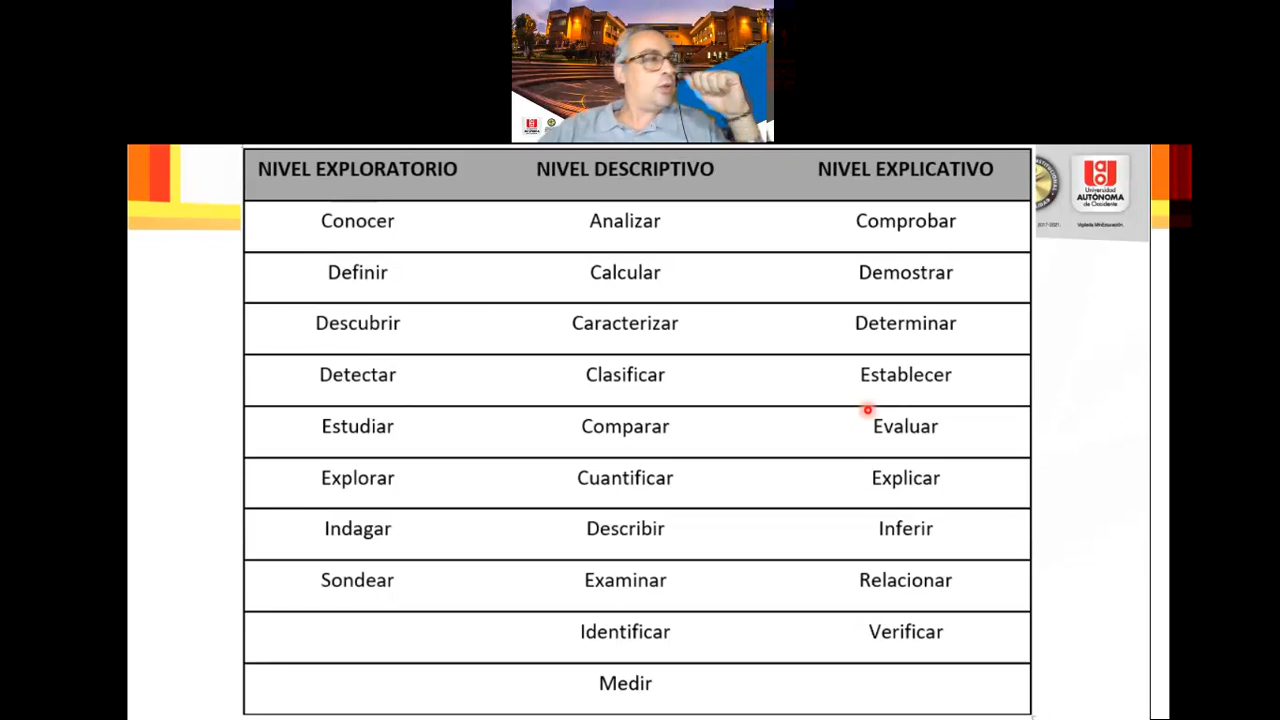 NIVEL EXPLORATORIO NIVEL DESCRIPTIVO NIVEL EXPLICATIVO
Conocer Analizar Comprobar
Definir Calcular Demostrar
Descubrir Caracterizar Determinar
Detectar Clasificar Establecer
Estudiar Comparar Evaluar
Explorar Cuantificar Explicar
Indagar Describir Inferir
Sondear Examinar Relacionar
Identificar Verificar
Medir
Universidad
AUTÓNOMA
de Occidente